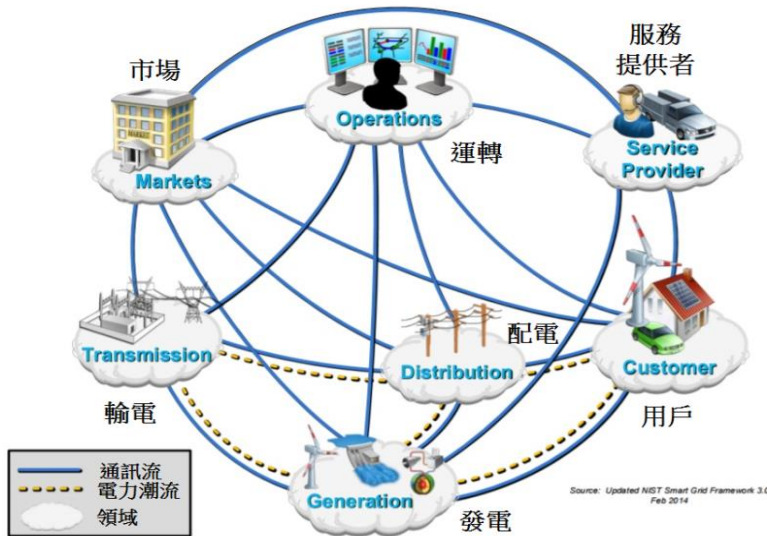 市場
服務
提供者
Operations
運轉
Markets
Service
Provider
Transmission
輸電
Distribution
配電
Customer
用戶
Generation
發電
通訊流
電力潮流
領域
Source: Updated NIST Smart Grid Framework 3.0
Feb 2014